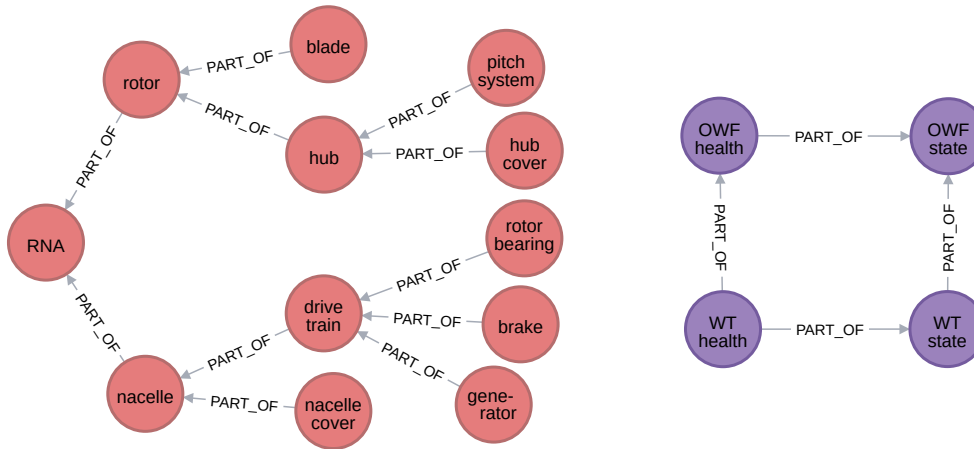 blade
PART_OF
rotor
pitch
system
PART_OF
PART_OF
hub
PART_OF
hub
cover
PART_OF
RNA
rotor
bearing
PART_OF
drive
train
PART_OF
brake
PART_OF
PART_OF
PART_OF
nacelle
PART_OF
nacelle
cover
gene-
rator
OWF
health
PART_OF
OWF
state
PART_OF
PART_OF
WT
health
PART_OF
WT
state